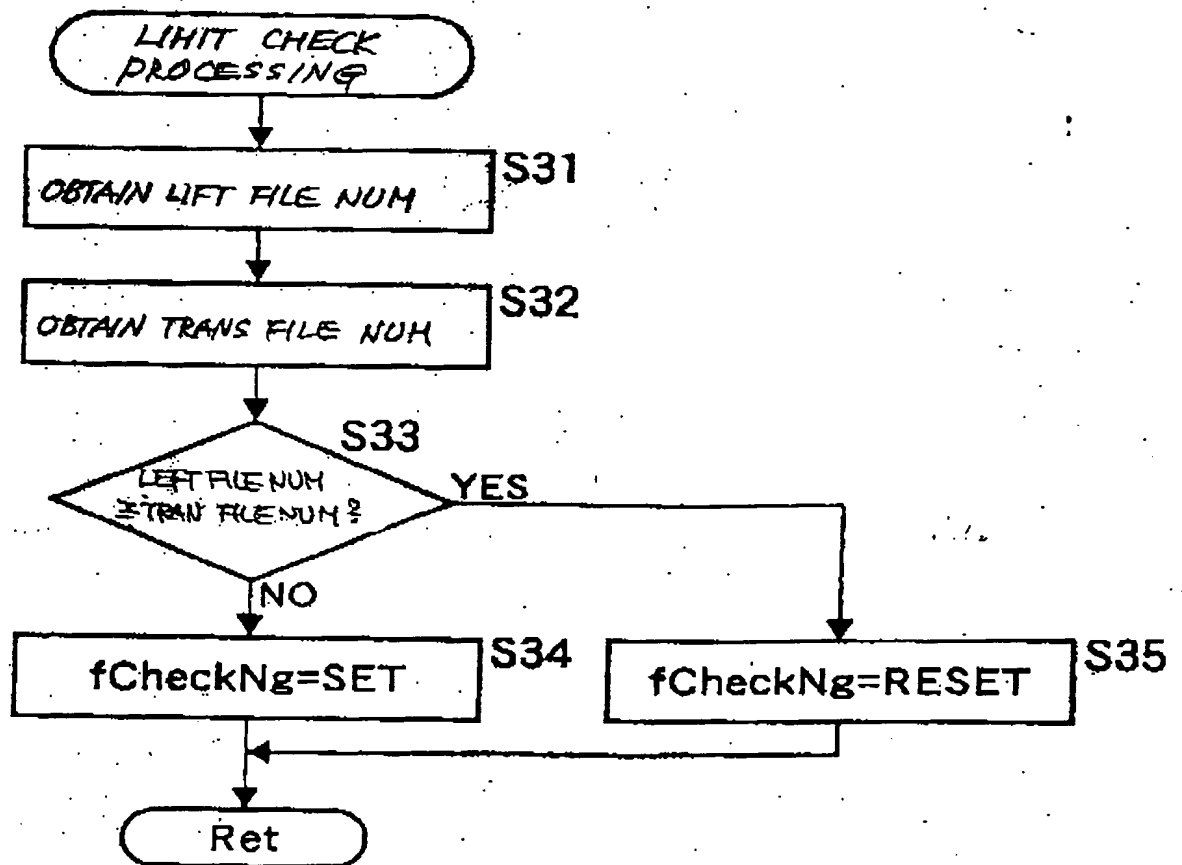 LIMIT CHECK
PROCESSING
S31
OBTAIN LIFT FILE NUM
S32
OBTAIN TRANS FILE NUM
S33
LEFT FILE NUM
≥ TRAN FILE NUM?
YES
NO
S34
fCheckNg=SET
S35
fCheckNg=RESET
Ret